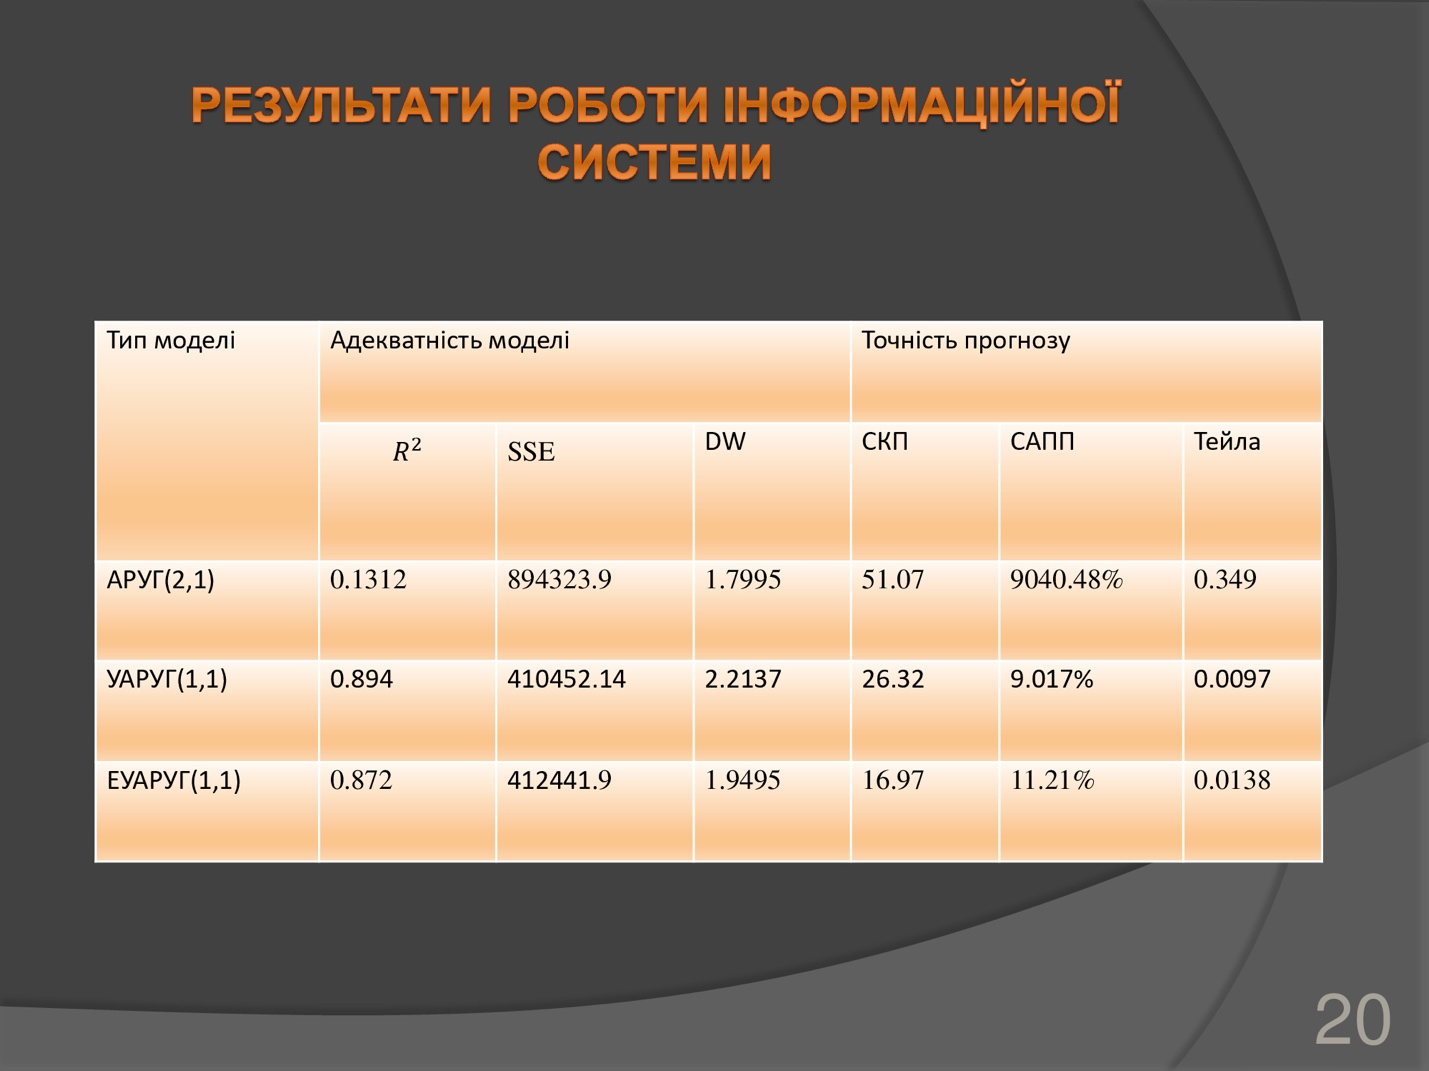 РЕЗУЛЬТАТИ РОБОТИ ІНФОРМАЦІЙНОЇ
СИСТЕМИ
Тип моделі Адекватність моделі Точність прогнозу
R² SSE DW СКП САПП Тейла
АРУГ(2,1) 0.1312 894323.9 1.7995 51.07 9040.48% 0.349
УАРУГ(1,1) 0.894 410452.14 2.2137 26.32 9.017% 0.0097
ЕУАРУГ(1,1) 0.872 412441.9 1.9495 16.97 11.21% 0.0138
20